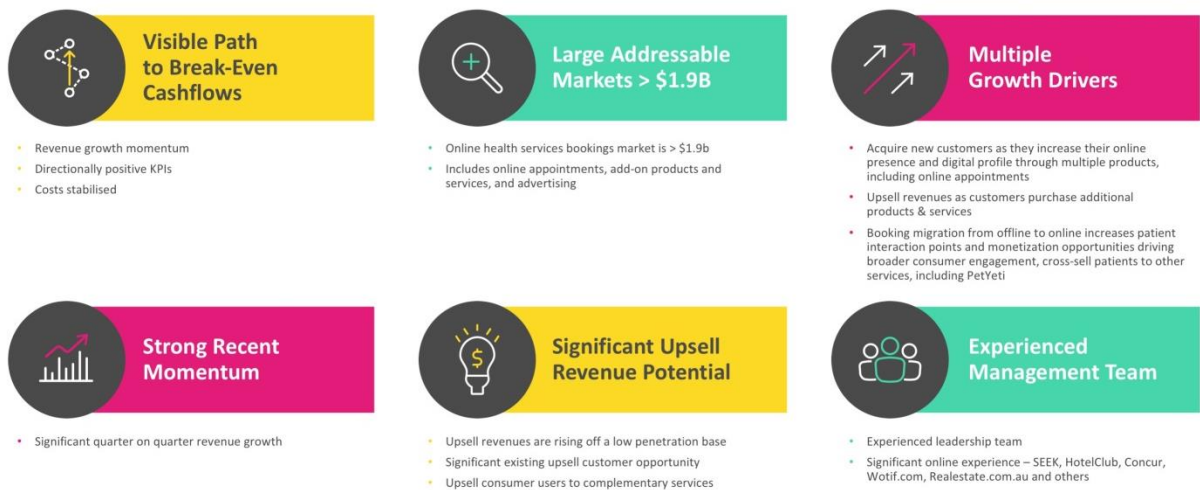 Visible Path
to Break-Even
Cashflows
• Revenue growth momentum
• Directionally positive KPIs
• Costs stabilised
Large Addressable
Markets > $1.9B
• Online health services bookings market is > $1.9b
• Includes online appointments, add-on products and
services, and advertising
Multiple
Growth Drivers
• Acquire new customers as they increase their online
presence and digital profile through multiple products,
including online appointments
• Upsell revenues as customers purchase additional
products & services
• Booking migration from offline to online increases patient
interaction points and monetization opportunities driving
broader consumer engagement, cross-sell patients to other
services, including PetYeti
Strong Recent
Momentum
• Significant quarter on quarter revenue growth
$
Significant Upsell
Revenue Potential
• Upsell revenues are rising off a low penetration base
• Significant existing upsell customer opportunity
• Upsell consumer users to complementary services
Experienced
Management Team
• Experienced leadership team
• Significant online experience – SEEK, HotelClub, Concur,
Wotif.com, Realestate.com.au and others